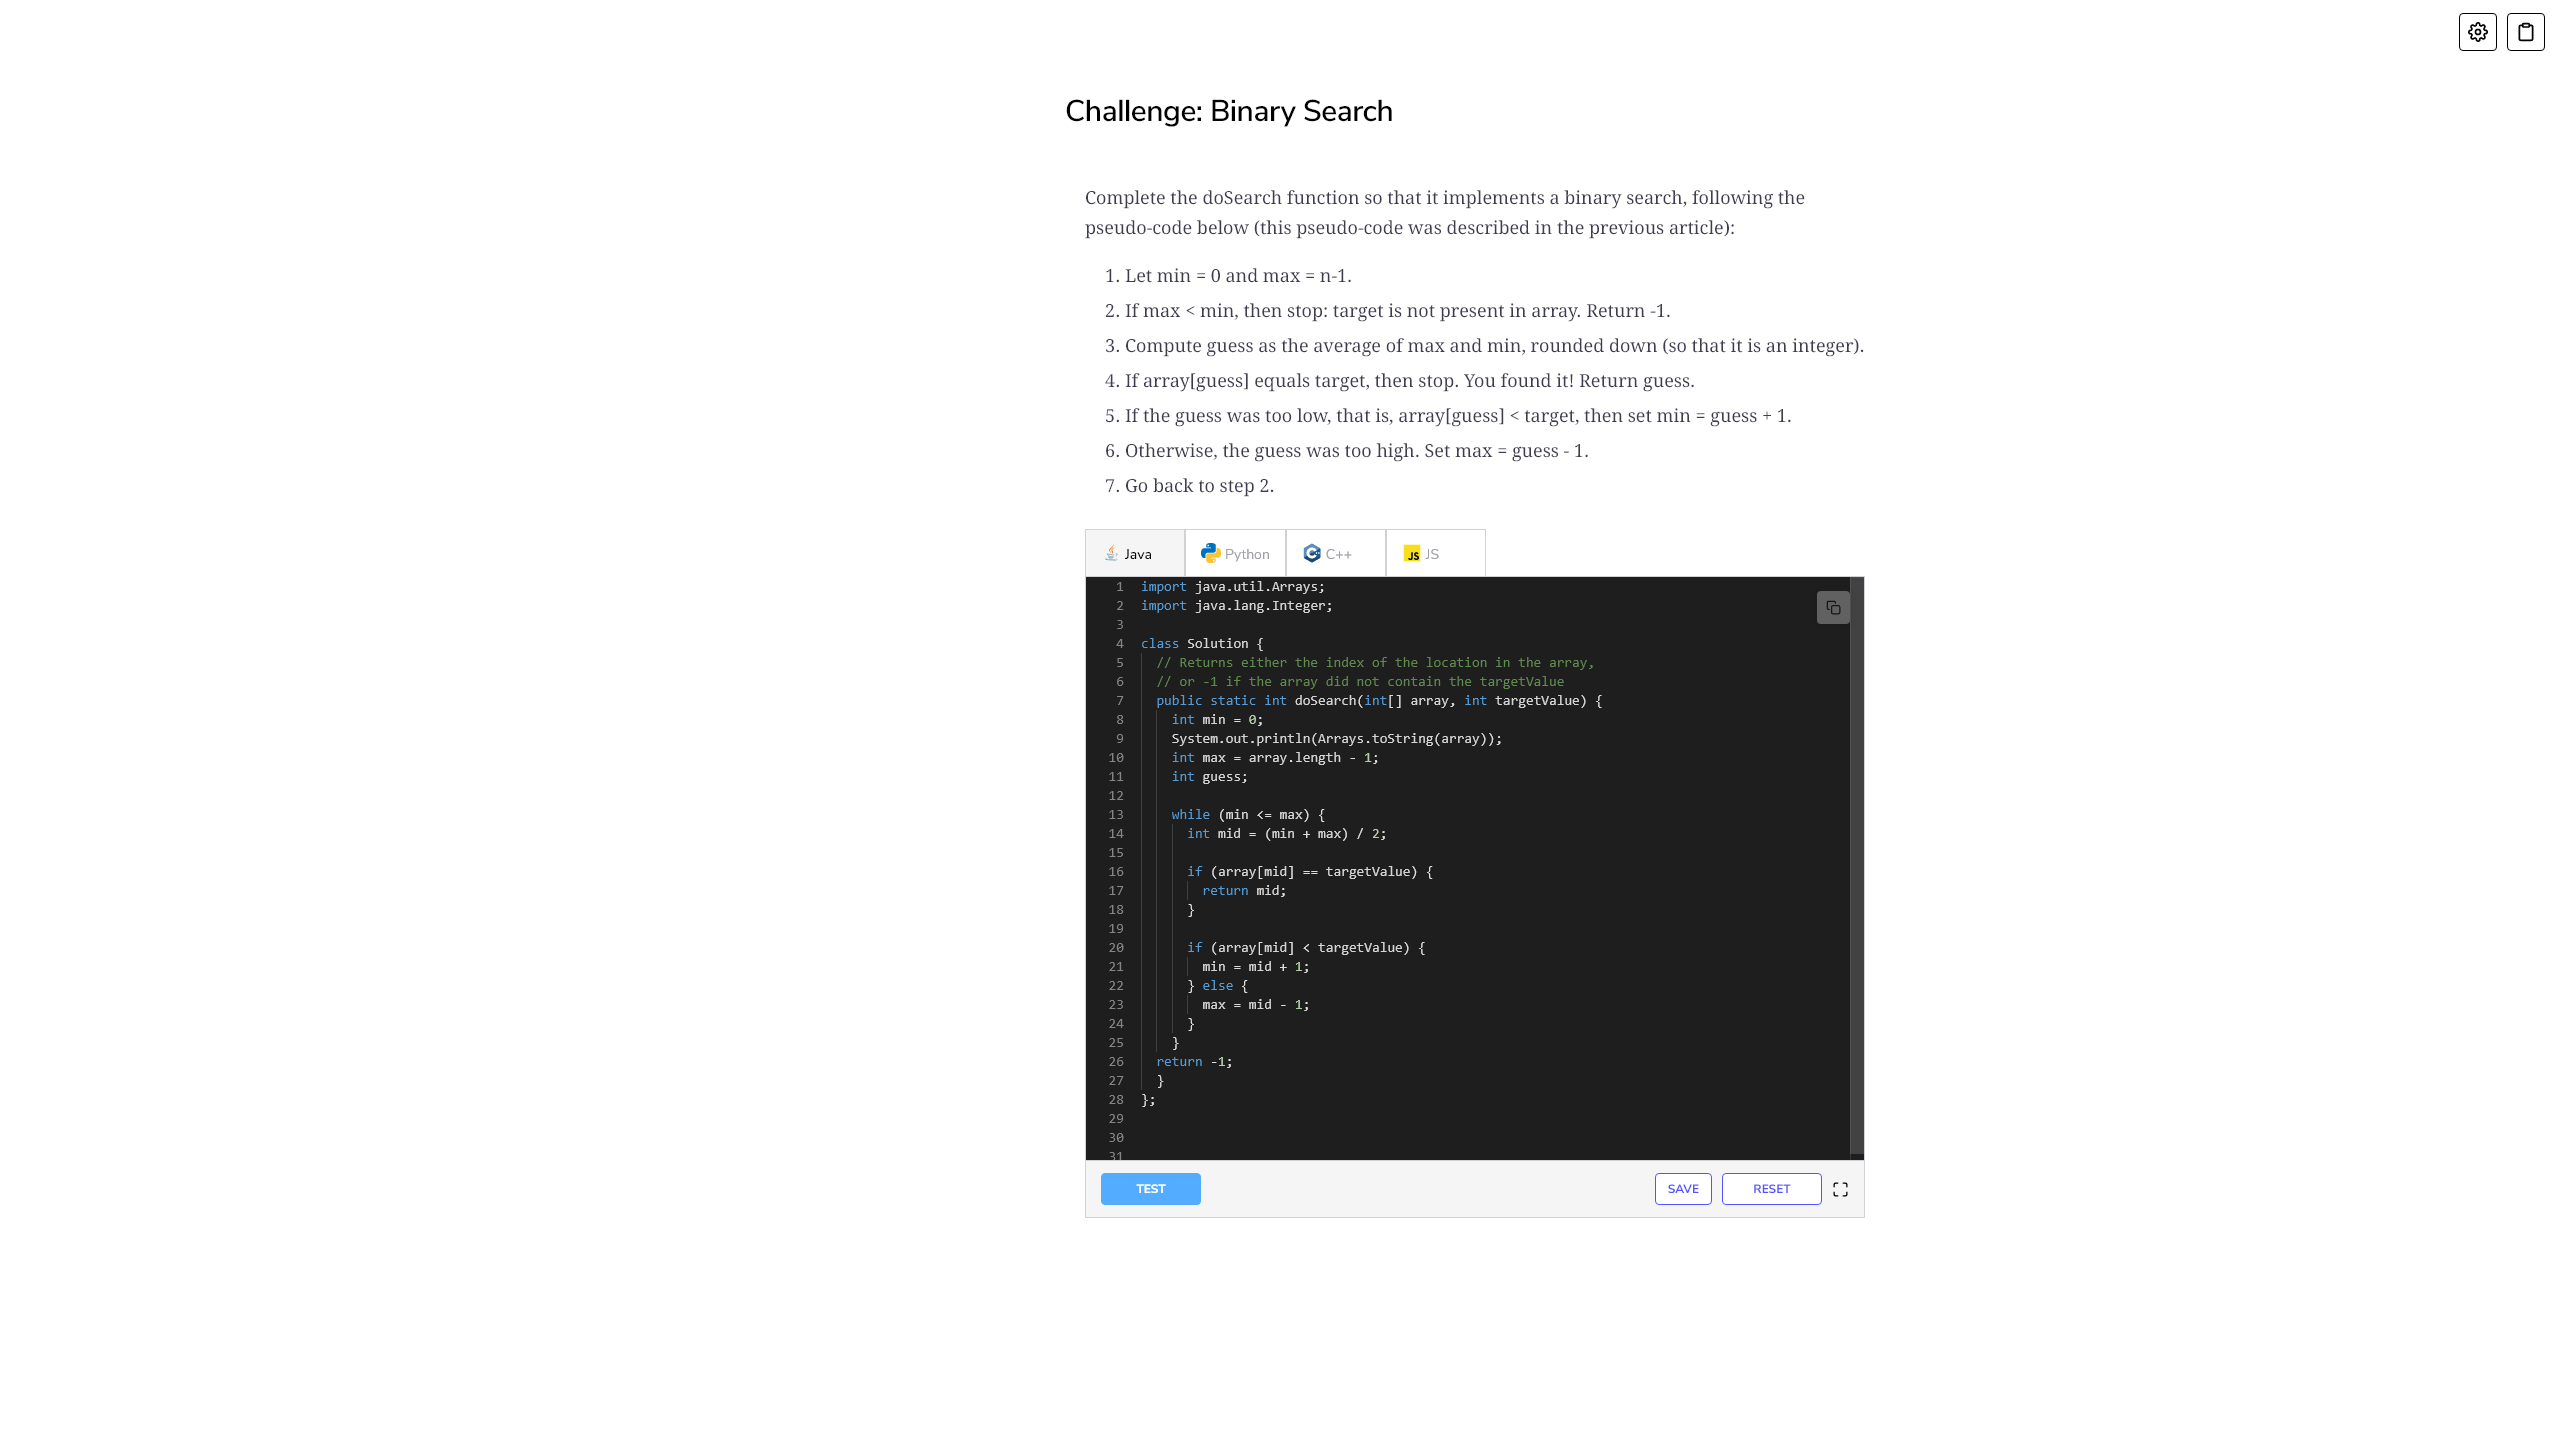 Challenge: Binary Search
Complete the doSearch function so that it implements a binary search, following the
pseudo-code below (this pseudo-code was described in the previous article):
1. Let min = 0 and max = n-1.
2. If max < min, then stop: target is not present in array. Return -1.
3. Compute guess as the average of max and min, rounded down (so that it is an integer).
4. If array[guess] equals target, then stop. You found it! Return guess.
5. If the guess was too low, that is, array[guess] < target, then set min = guess + 1.
6. Otherwise, the guess was too high. Set max = guess - 1.
7. Go back to step 2.
Java Python C++ JS JS
1 import java.util.Arrays;
2 import java.lang.Integer;
3
4 class Solution {
5   // Returns either the index of the location in the array,
6   // or -1 if the array did not contain the targetValue
7   public static int doSearch(int[] array, int targetValue) {
8     int min = 0;
9     System.out.println(Arrays.toString(array));
10     int max = array.length - 1;
11     int guess;
12
13     while (min <= max) {
14       int mid = (min + max) / 2;
15
16       if (array[mid] == targetValue) {
17         return mid;
18       }
19
20       if (array[mid] < targetValue) {
21         min = mid + 1;
22       } else {
23         max = mid - 1;
24       }
25     }
26   return -1;
27   }
28 };
29
30
31
TEST SAVE RESET